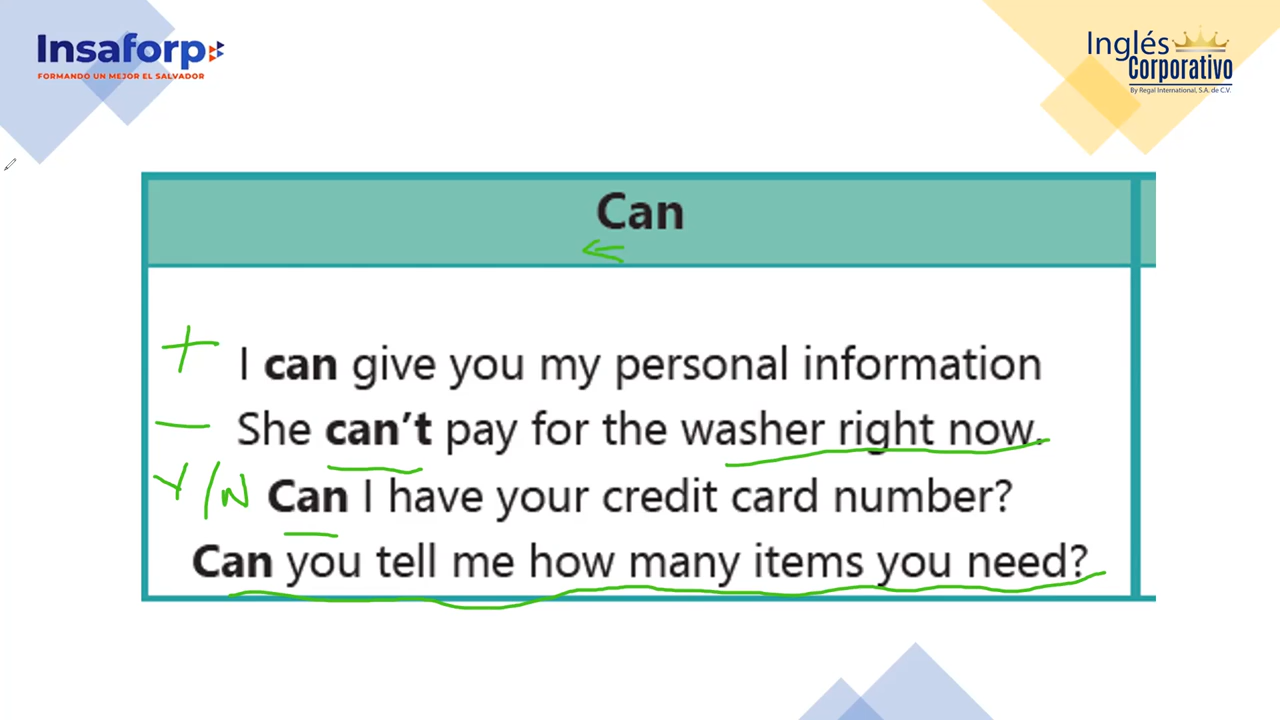 Insaforp
FORMANDO UN MEJOR EL SALVADOR
Inglés
Corporativo
By Regal International, S.A. de C.V.
Can
+ I can give you my personal information
— She can't pay for the washer right now.
Y/N Can I have your credit card number?
Can you tell me how many items you need?